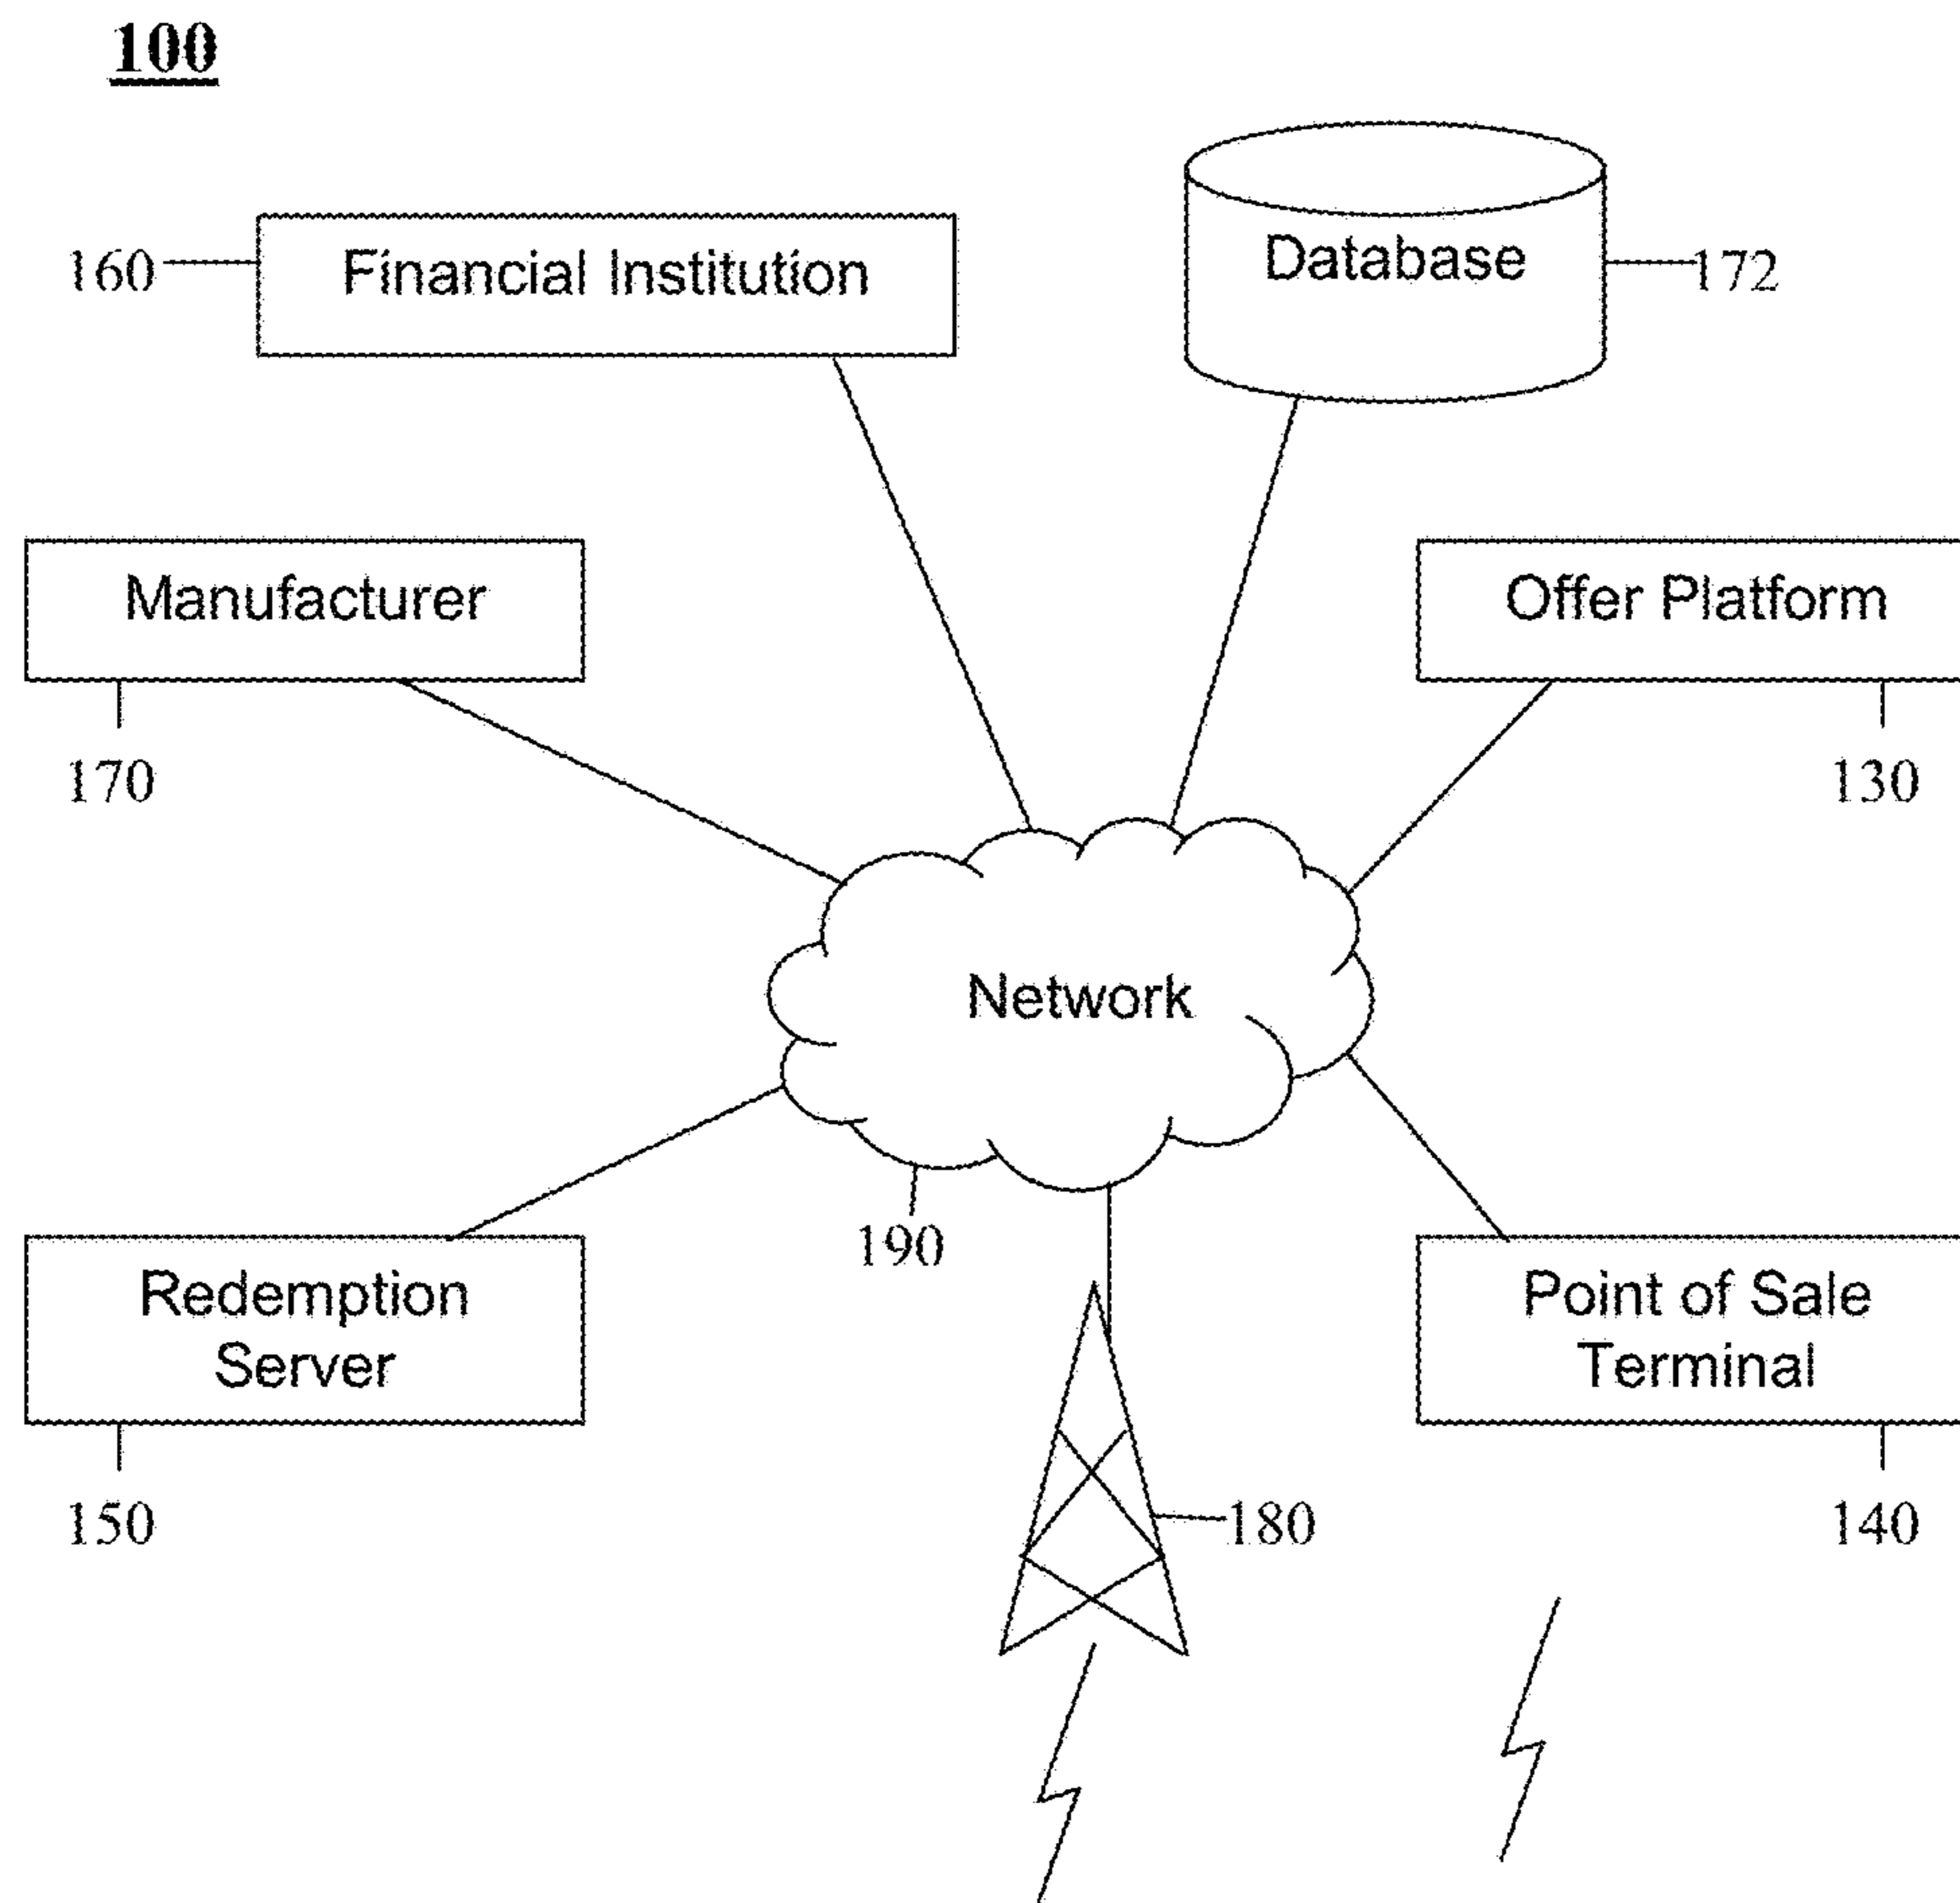 100
160
Financial Institution
Database
172
Manufacturer
Offer Platform
170
130
Network
190
Redemption
Server
Point of Sale
Terminal
150
180
140